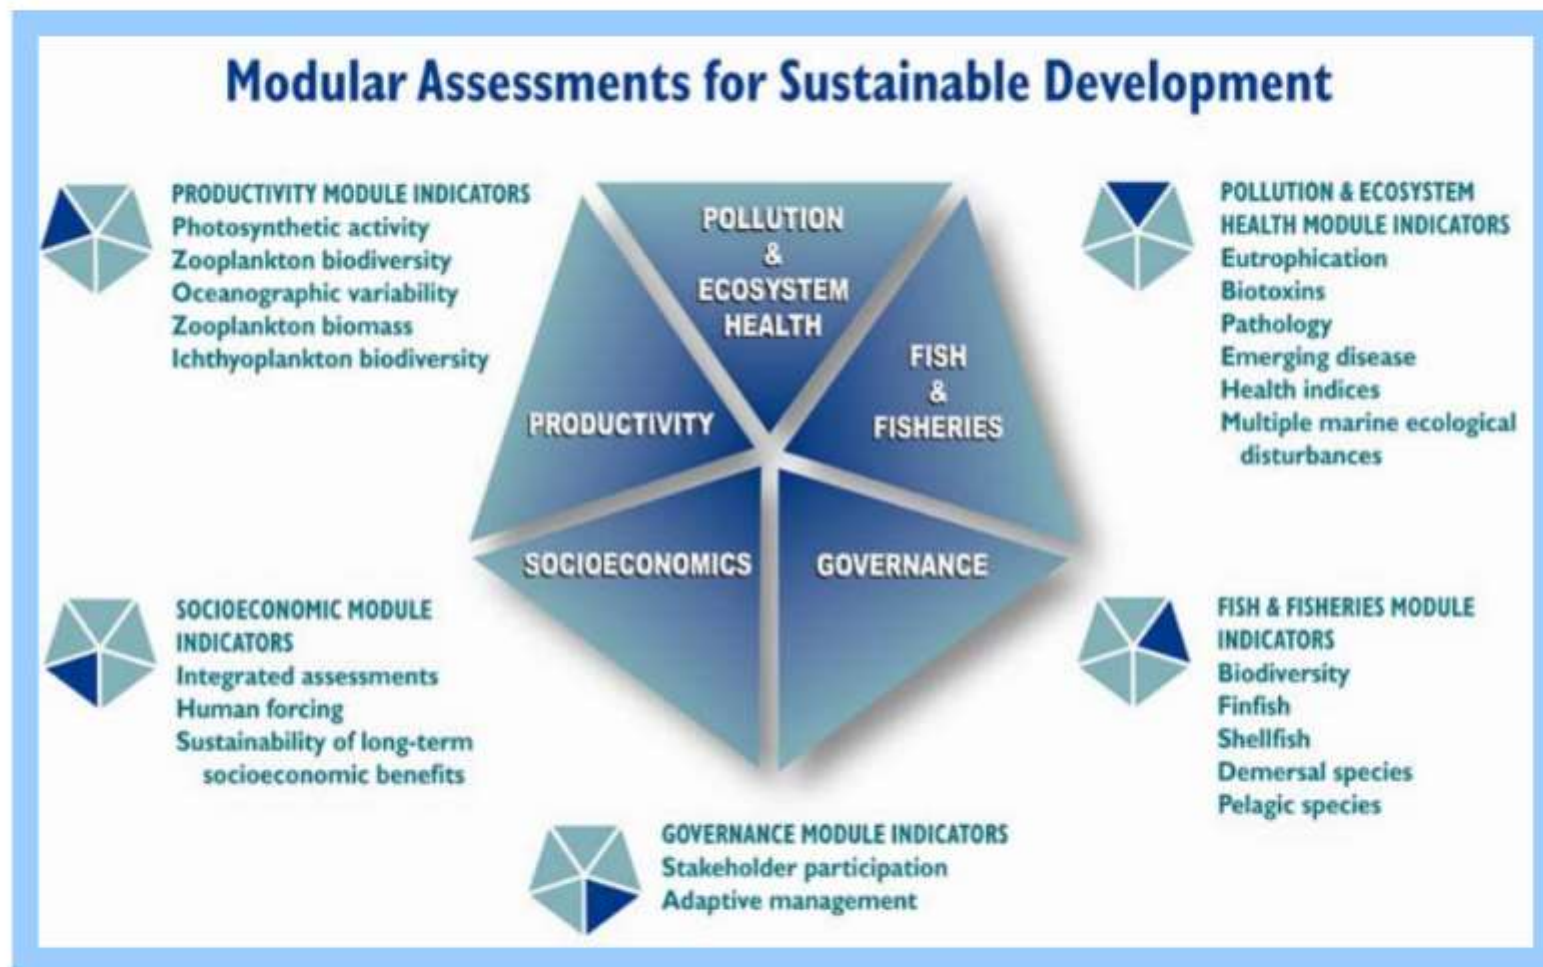 Modular Assessments for Sustainable Development
PRODUCTIVITY MODULE INDICATORS
Photosynthetic activity
Zooplankton biodiversity
Oceanographic variability
Zooplankton biomass
Ichthyoplankton biodiversity
POLLUTION
&
ECOSYSTEM
HEALTH
FISH
&
FISHERIES
PRODUCTIVITY
SOCIOECONOMICS
GOVERNANCE
POLLUTION & ECOSYSTEM
HEALTH MODULE INDICATORS
Eutrophication
Biotoxins
Pathology
Emerging disease
Health indices
Multiple marine ecological
disturbances
SOCIOECONOMIC MODULE
INDICATORS
Integrated assessments
Human forcing
Sustainability of long-term
socioeconomic benefits
FISH & FISHERIES MODULE
INDICATORS
Biodiversity
Finfish
Shellfish
Demersal species
Pelagic species
GOVERNANCE MODULE INDICATORS
Stakeholder participation
Adaptive management